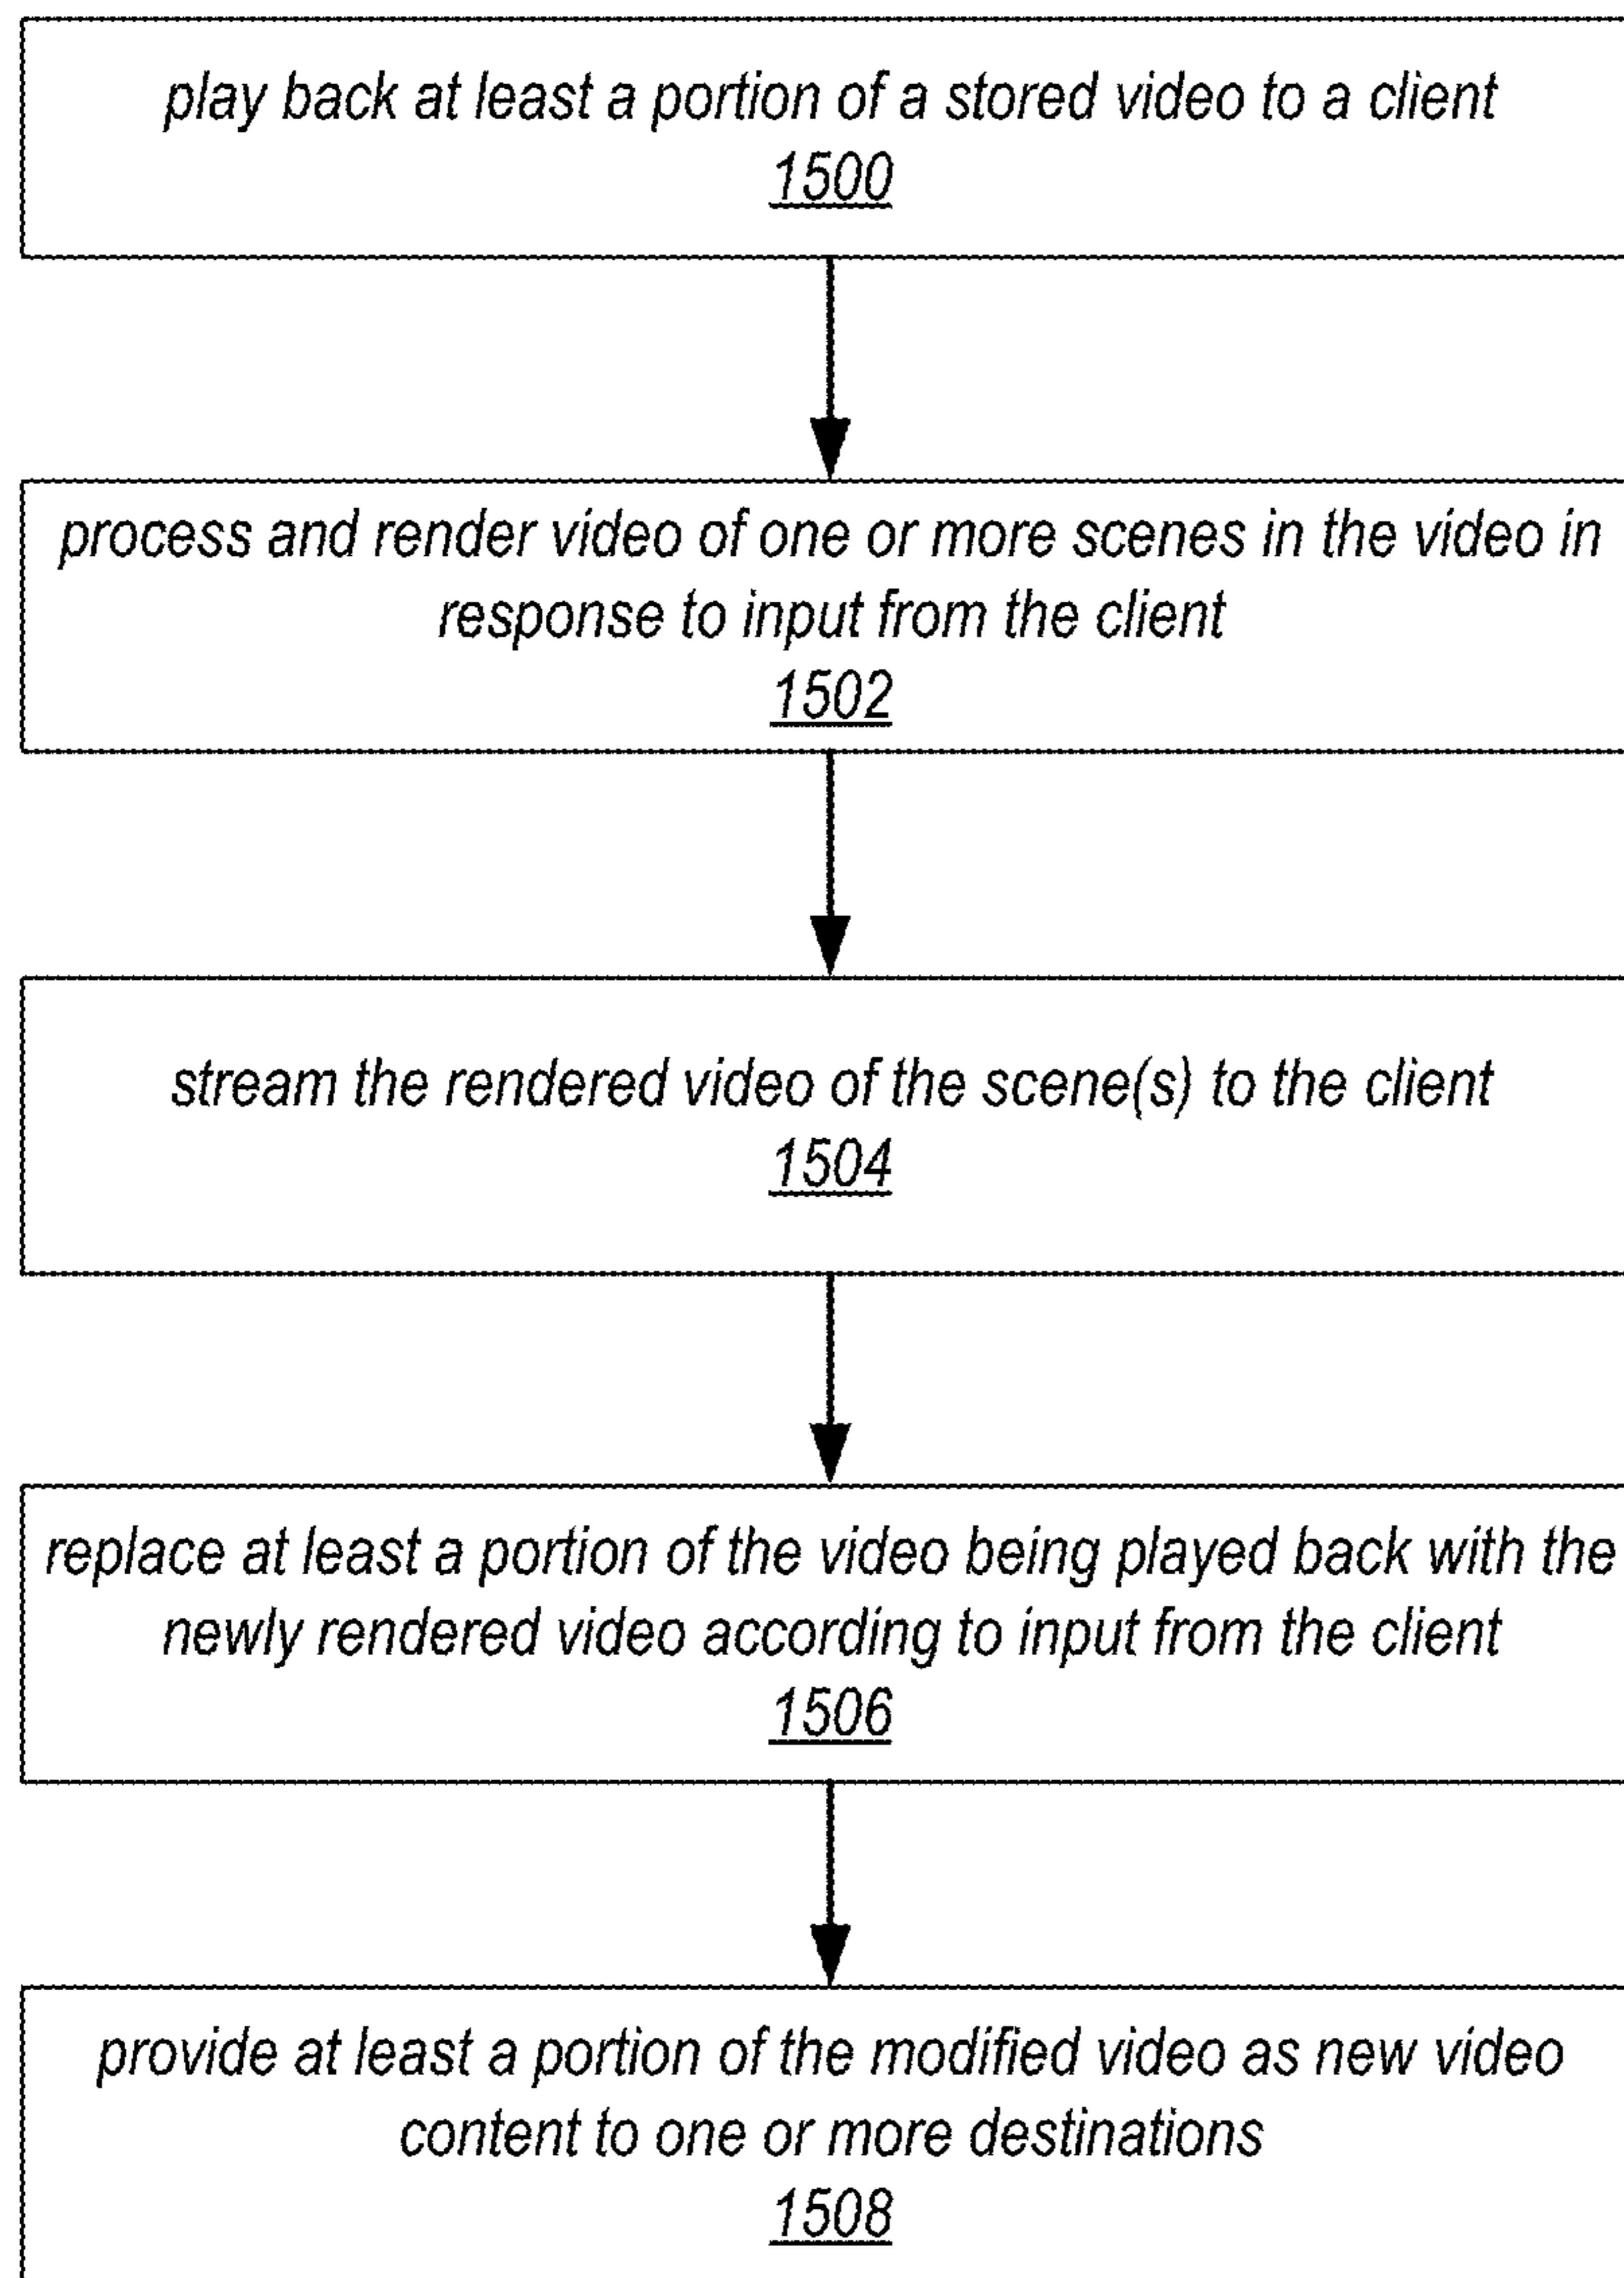 play back at least a portion of a stored video to a client
1500
process and render video of one or more scenes in the video in
response to input from the client
1502
stream the rendered video of the scene(s) to the client
1504
replace at least a portion of the video being played back with the
newly rendered video according to input from the client
1506
provide at least a portion of the modified video as new video
content to one or more destinations
1508